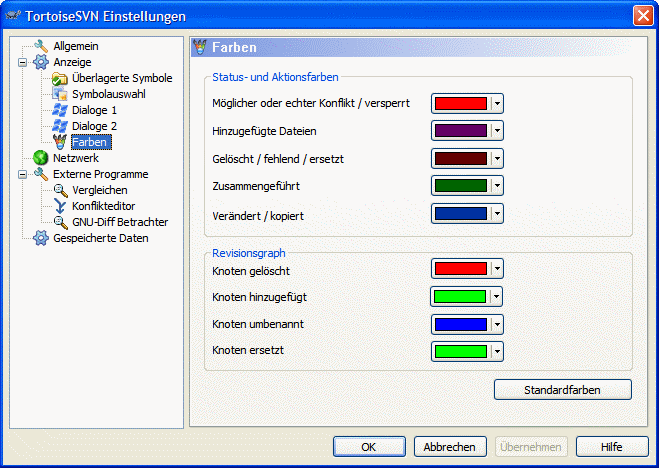 TortoiseSVN Einstellungen
Allgemein
Anzeige
Überlagerte Symbole
Symbolauswahl
Dialoge 1
Dialoge 2
Farben
Netzwerk
Externe Programme
Vergleichen
Konflikteditor
GNU-Diff Betrachter
Gespeicherte Daten
Farben
Status- und Aktionsfarben
Möglicher oder echter Konflikt / versperrt
Hinzugefügte Dateien
Gelöscht / fehlend / ersetzt
Zusammengeführt
Verändert / kopiert
Revisionsgraph
Knoten gelöscht
Knoten hinzugefügt
Knoten umbenannt
Knoten ersetzt
Standardfarben
OK
Abbrechen
Übernehmen
Hilfe